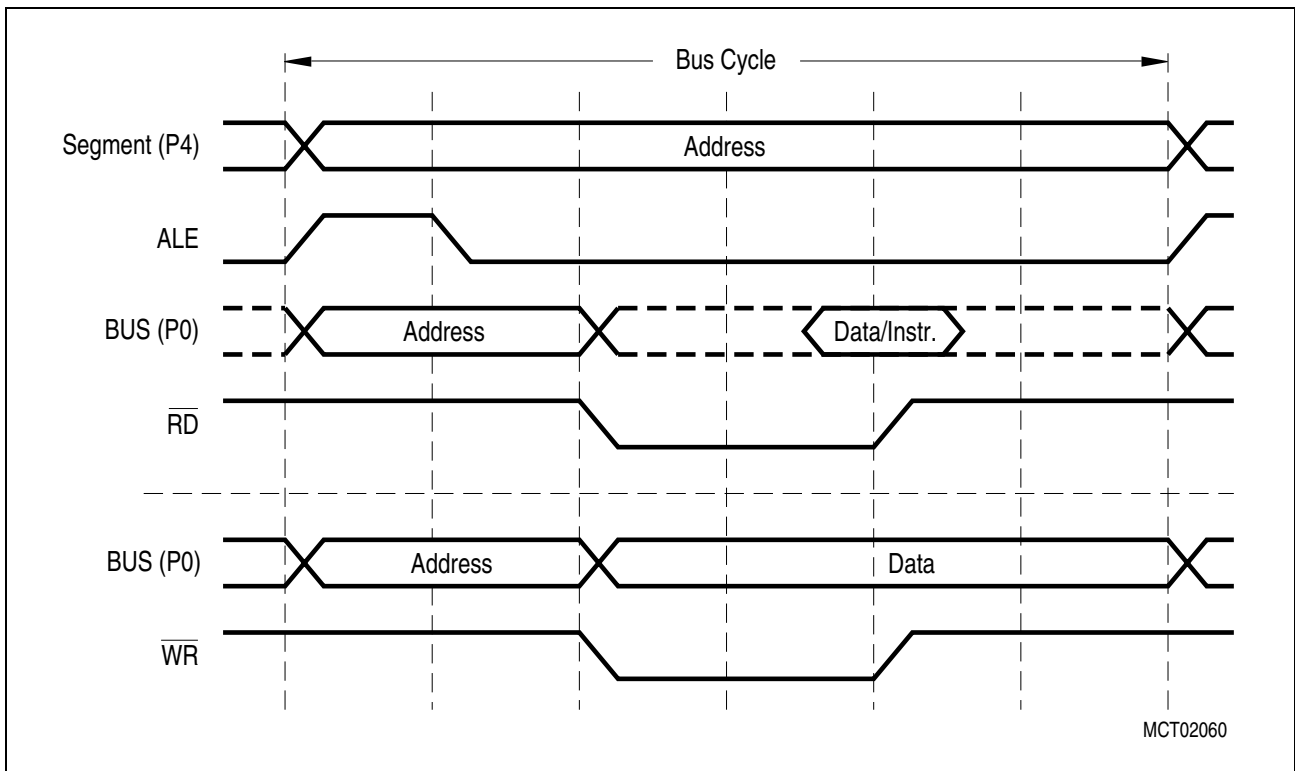 Bus Cycle
Segment (P4)
Address
ALE
BUS (P0)
Address
Data/Instr.
RD
BUS (P0)
Address
Data
WR
MCT02060